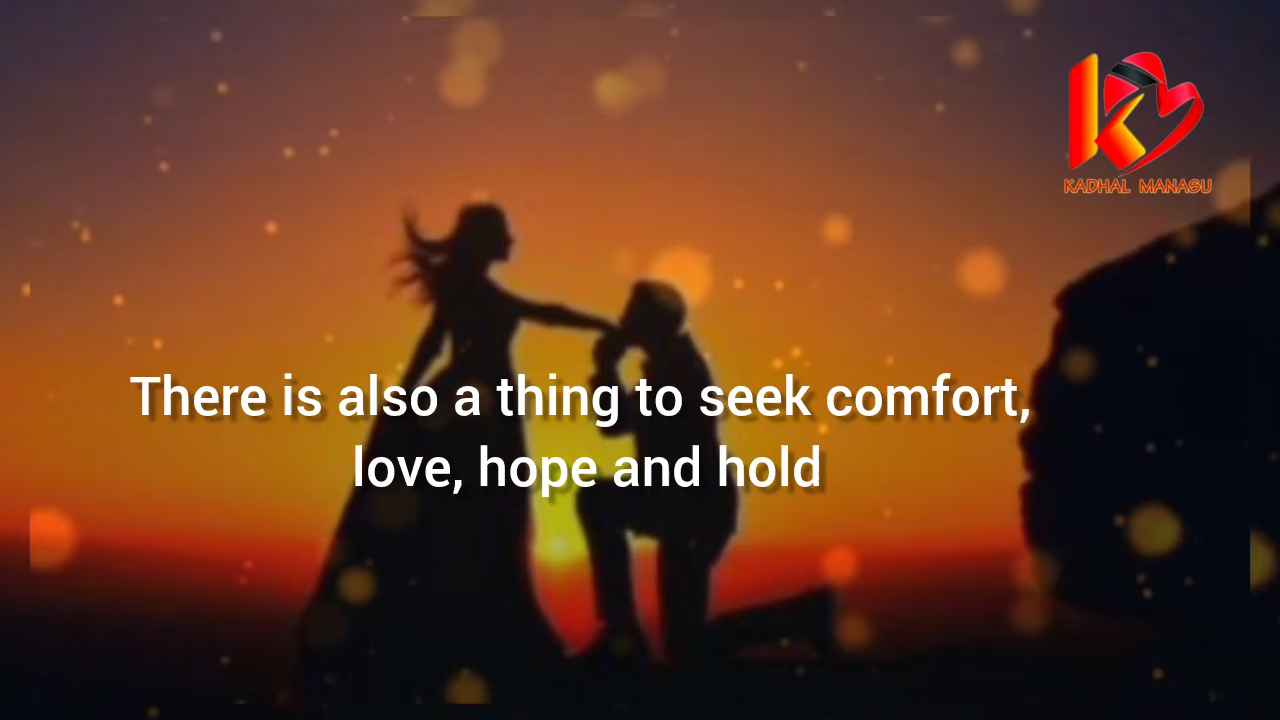 KADHAL MANASU
There is also a thing to seek comfort,
love, hope and hold